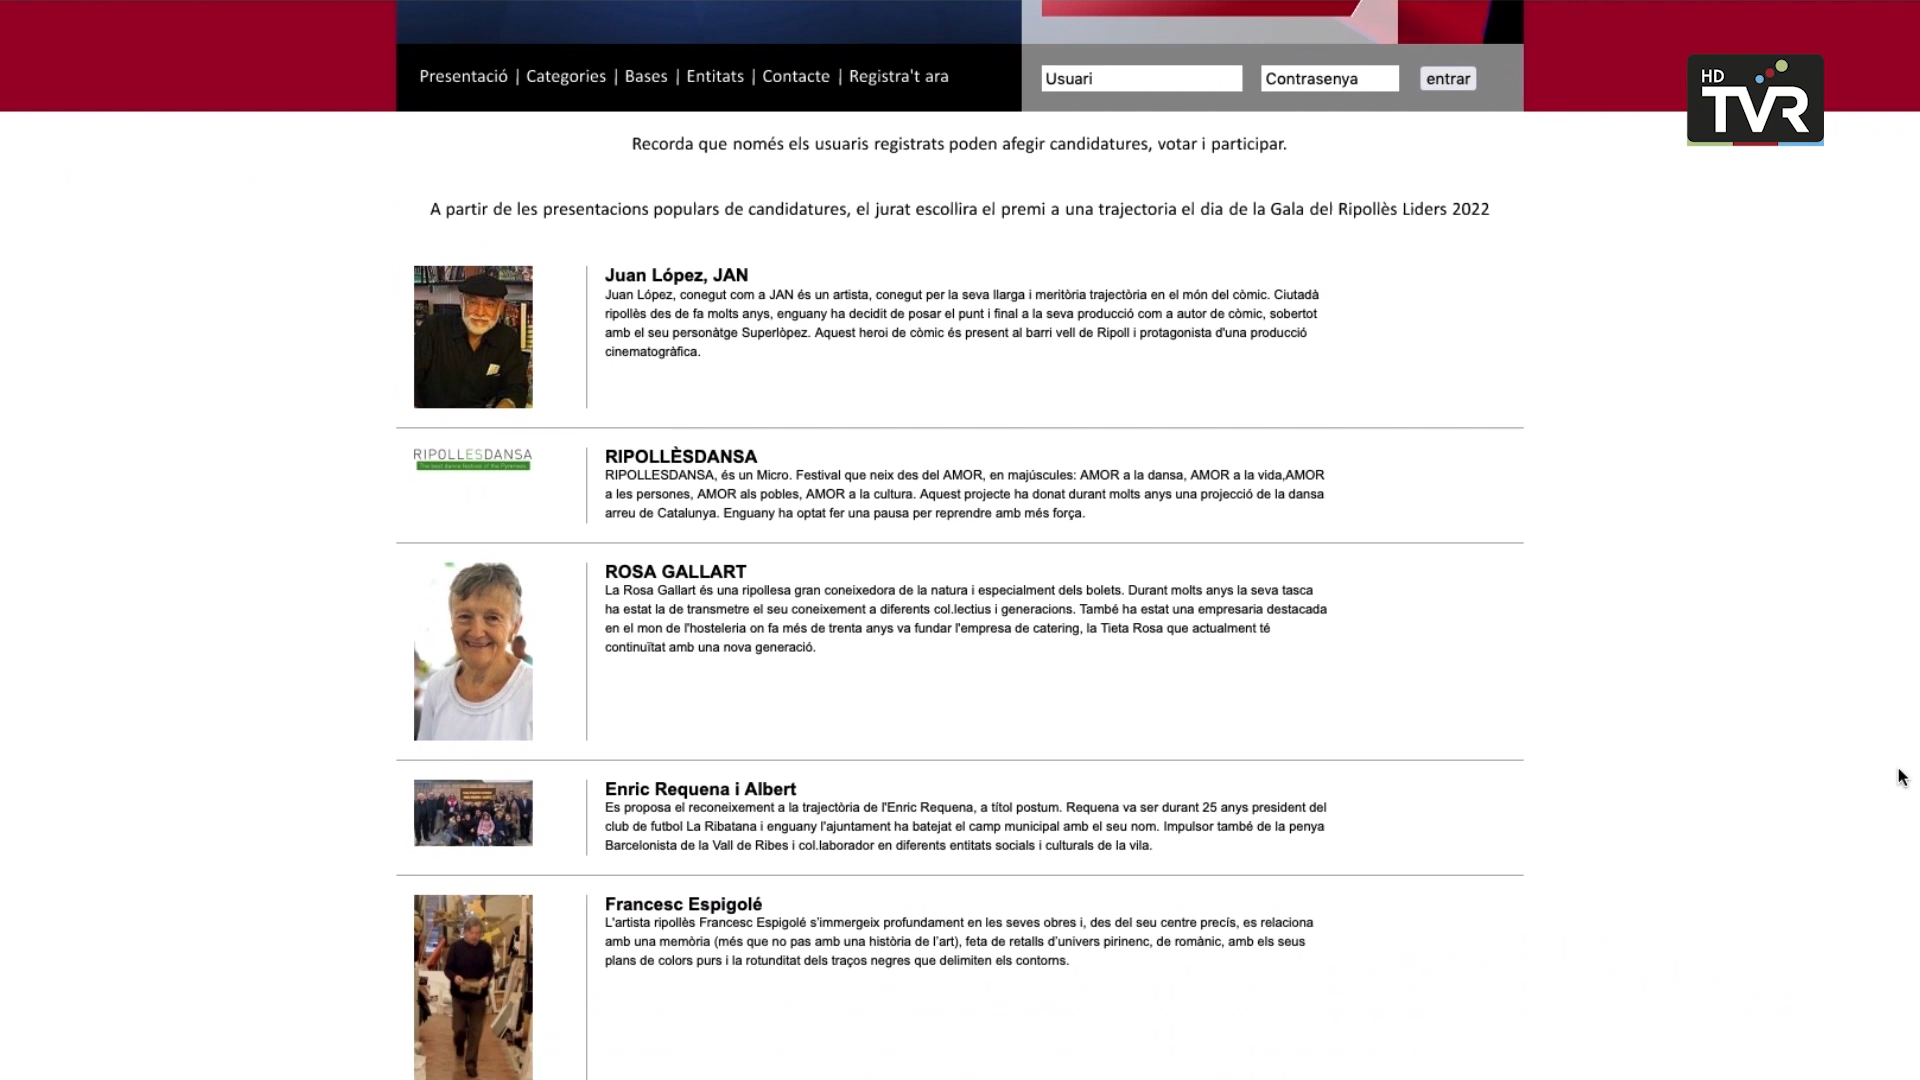 Presentació | Categories | Bases | Entitats | Contacte | Registra't ara
Usuari
Contrasenya
entrar
HD
TVR
Recorda que només els usuaris registrats poden afegir candidatures, votar i participar.
A partir de les presentacions populars de candidatures, el jurat escollira el premi a una trajectoria el dia de la Gala del Ripollès Liders 2022
Juan López, JAN
Juan López, conegut com a JAN és un artista, conegut per la seva llarga i meritòria trajectòria en el món del còmic. Ciutadà
ripollès des de fa molts anys, enguany ha decidit de posar el punt i final a la seva producció com a autor de còmic, sobertot
amb el seu personàtge Superlòpez. Aquest heroi de còmic és present al barri vell de Ripoll i protagonista d'una producció
cinematogràfica.
RIPOLLESDANSA
The best dance festival of the Pyrenees
RIPOLLÈSDANSA
RIPOLLESDANSA, és un Micro. Festival que neix des del AMOR, en majúscules: AMOR a la dansa, AMOR a la vida,AMOR
a les persones, AMOR als pobles, AMOR a la cultura. Aquest projecte ha donat durant molts anys una projecció de la dansa
arreu de Catalunya. Enguany ha optat fer una pausa per reprendre amb més força.
ROSA GALLART
La Rosa Gallart és una ripollesa gran coneixedora de la natura i especialment dels bolets. Durant molts anys la seva tasca
ha estat la de transmetre el seu coneixement a diferents col.lectius i generacions. També ha estat una empresaria destacada
en el mon de l'hosteleria on fa més de trenta anys va fundar l'empresa de catering, la Tieta Rosa que actualment té
continuïtat amb una nova generació.
Enric Requena i Albert
Es proposa el reconeixement a la trajectòria de l'Enric Requena, a títol postum. Requena va ser durant 25 anys president del
club de futbol La Ribatana i enguany l'ajuntament ha batejat el camp municipal amb el seu nom. Impulsor també de la penya
Barcelonista de la Vall de Ribes i col.laborador en diferents entitats socials i culturals de la vila.
Francesc Espigolé
L'artista ripollès Francesc Espigolé s’immergeix profundament en les seves obres i, des del seu centre precís, es relaciona
amb una memòria (més que no pas amb una història de l’art), feta de retalls d’univers pirinenc, de romànic, amb els seus
plans de colors purs i la rotunditat dels traços negres que delimiten els contorns.